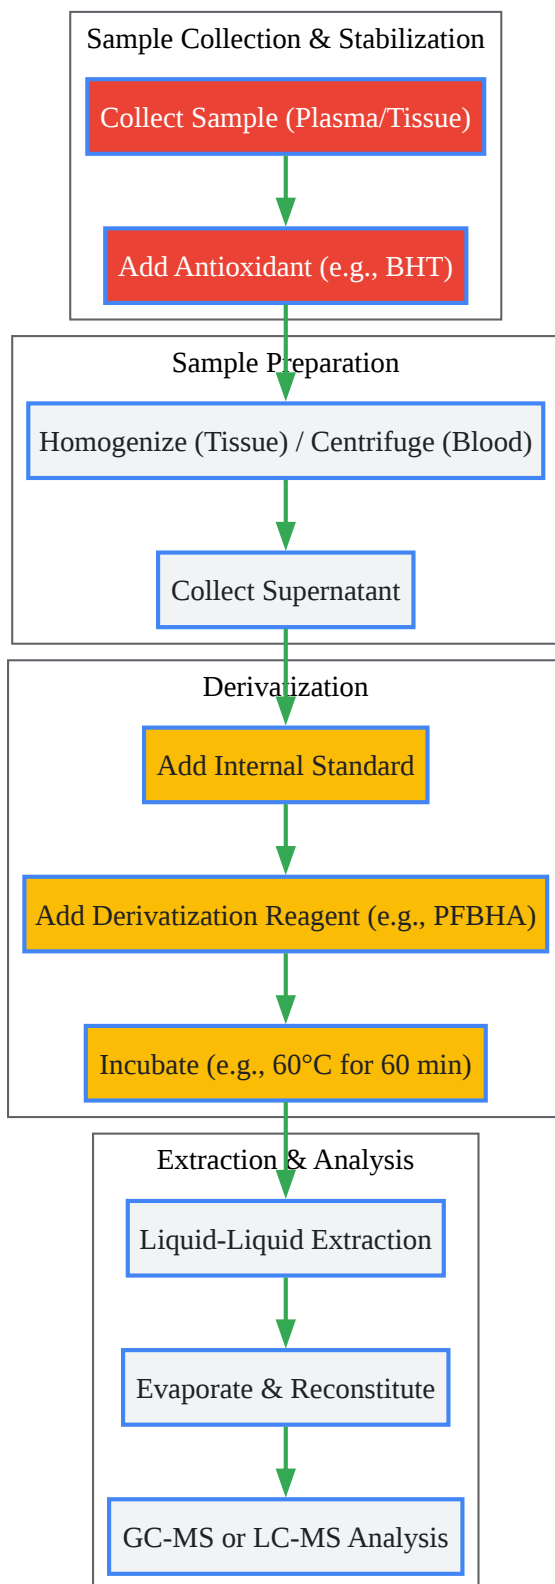 Sample Collection & Stabilization
Collect Sample (Plasma/Tissue)
Add Antioxidant (e.g., BHT)
Sample Preparation
Homogenize (Tissue) / Centrifuge (Blood)
Collect Supernatant
Derivatization
Add Internal Standard
Add Derivatization Reagent (e.g., PFBHA)
Incubate (e.g., 60°C for 60 min)
Extraction & Analysis
Liquid-Liquid Extraction
Evaporate & Reconstitute
GC-MS or LC-MS Analysis